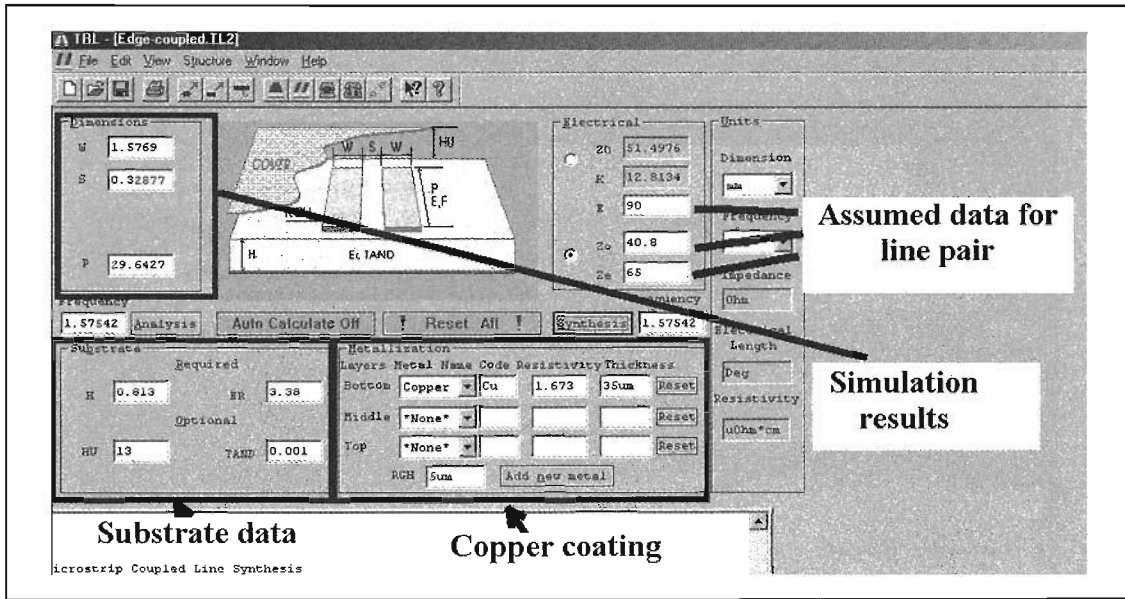 TRL - [Edge-coupled.TL2]
File Edit View Structure Window Help
Dimensions
W 1.5769
S 0.32877
P 29.6427
COVER
W S W
HU
P
E,F
H
Er, TAND
Electrical
Z0 51.4976
K 12.8134
E 90
Zo 40.8
Ze 65
Units
Dimension
mm
Frequency
Impedance
Ohm
Electrical
Length
Deg
Resistivity
uOhm*cm
Assumed data for
line pair
Simulation
results
Frequency
1.57542 Analysis Auto Calculate Off ! Reset All ! Synthesis 1.57542
Substrate
Required
H 0.813 ER 3.38
Optional
HU 13 TAND 0.001
Metallization
Layers Metal Name Code Resistivity Thickness
Bottom Copper Cu 1.673 35um Reset
Middle *None* Reset
Top *None* Reset
RGH 5um Add new metal
Substrate data
Copper coating
icrostrip Coupled Line Synthesis